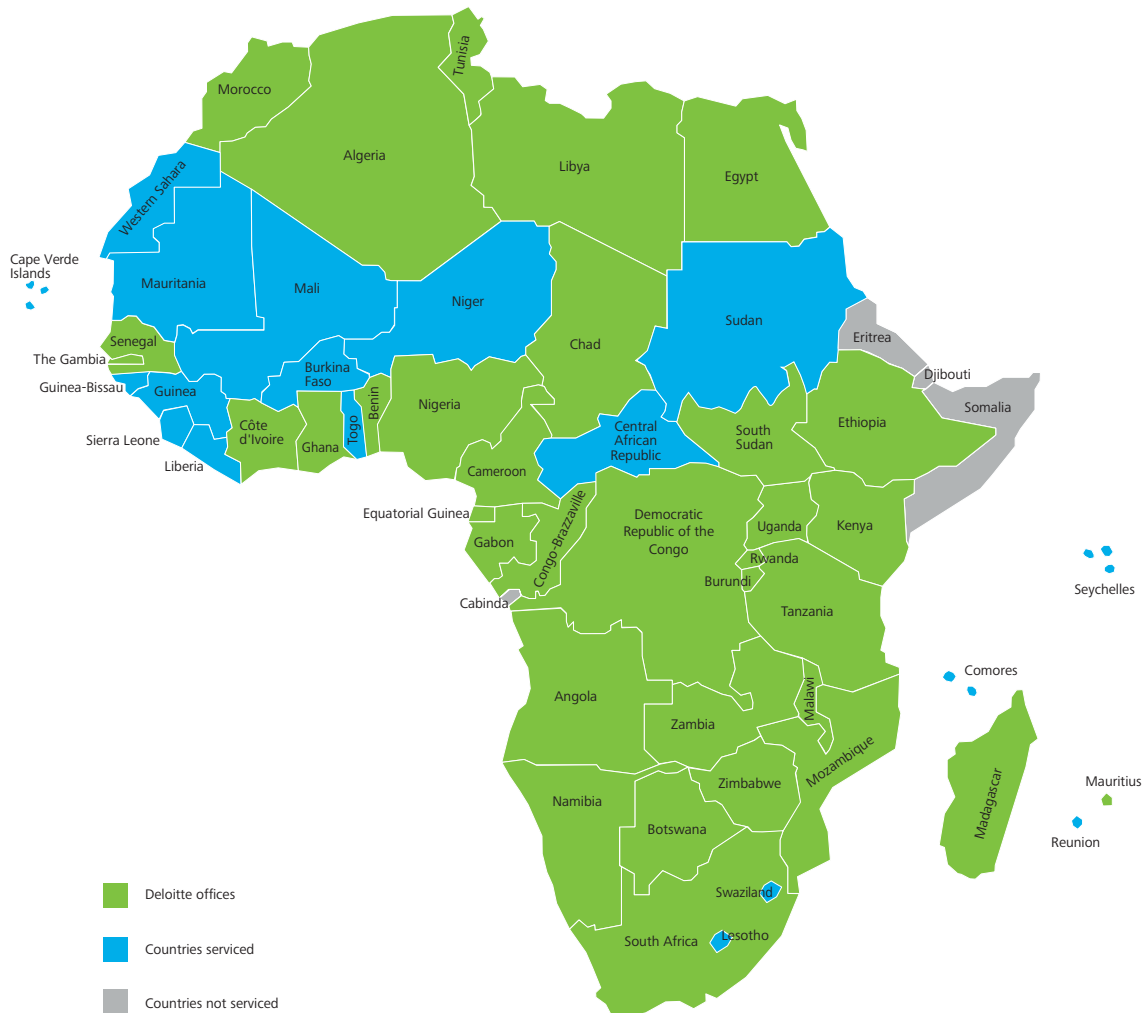 Tunisia
Morocco
Algeria
Libya
Egypt
Western Sahara
Cape Verde
Islands
Mauritania
Mali
Niger
Sudan
Eritrea
Senegal
Chad
The Gambia
Djibouti
Guinea-Bissau
Guinea
Burkina
Faso
Benin
Nigeria
Somalia
Togo
Côte
d'Ivoire
Ghana
Central
African
Republic
South
Sudan
Ethiopia
Sierra Leone
Liberia
Cameroon
Equatorial Guinea
Gabon
Congo-Brazzaville
Democratic
Republic of the
Congo
Uganda
Kenya
Rwanda
Burundi
Seychelles
Cabinda
Tanzania
Comores
Angola
Malawi
Zambia
Mozambique
Zimbabwe
Madagascar
Mauritius
Namibia
Botswana
Reunion
Swaziland
South Africa
Lesotho
Deloitte offices
Countries serviced
Countries not serviced